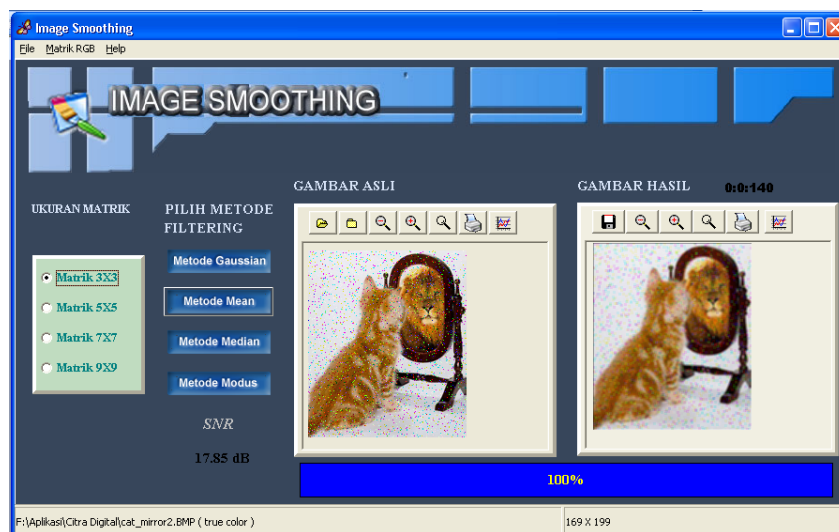 Image Smoothing
File Matrik RGB Help
IMAGE SMOOTHING
GAMBAR ASLI
GAMBAR HASIL
0:0:140
UKURAN MATRIK
PILIH METODE
FILTERING
Matrik 3X3
Matrik 5X5
Matrik 7X7
Matrik 9X9
Metode Gaussian
Metode Mean
Metode Median
Metode Modus
SNR
17.85 dB
100%
F:\Aplikasi\Citra Digital\cat_mirror2.BMP ( true color )
169 X 199